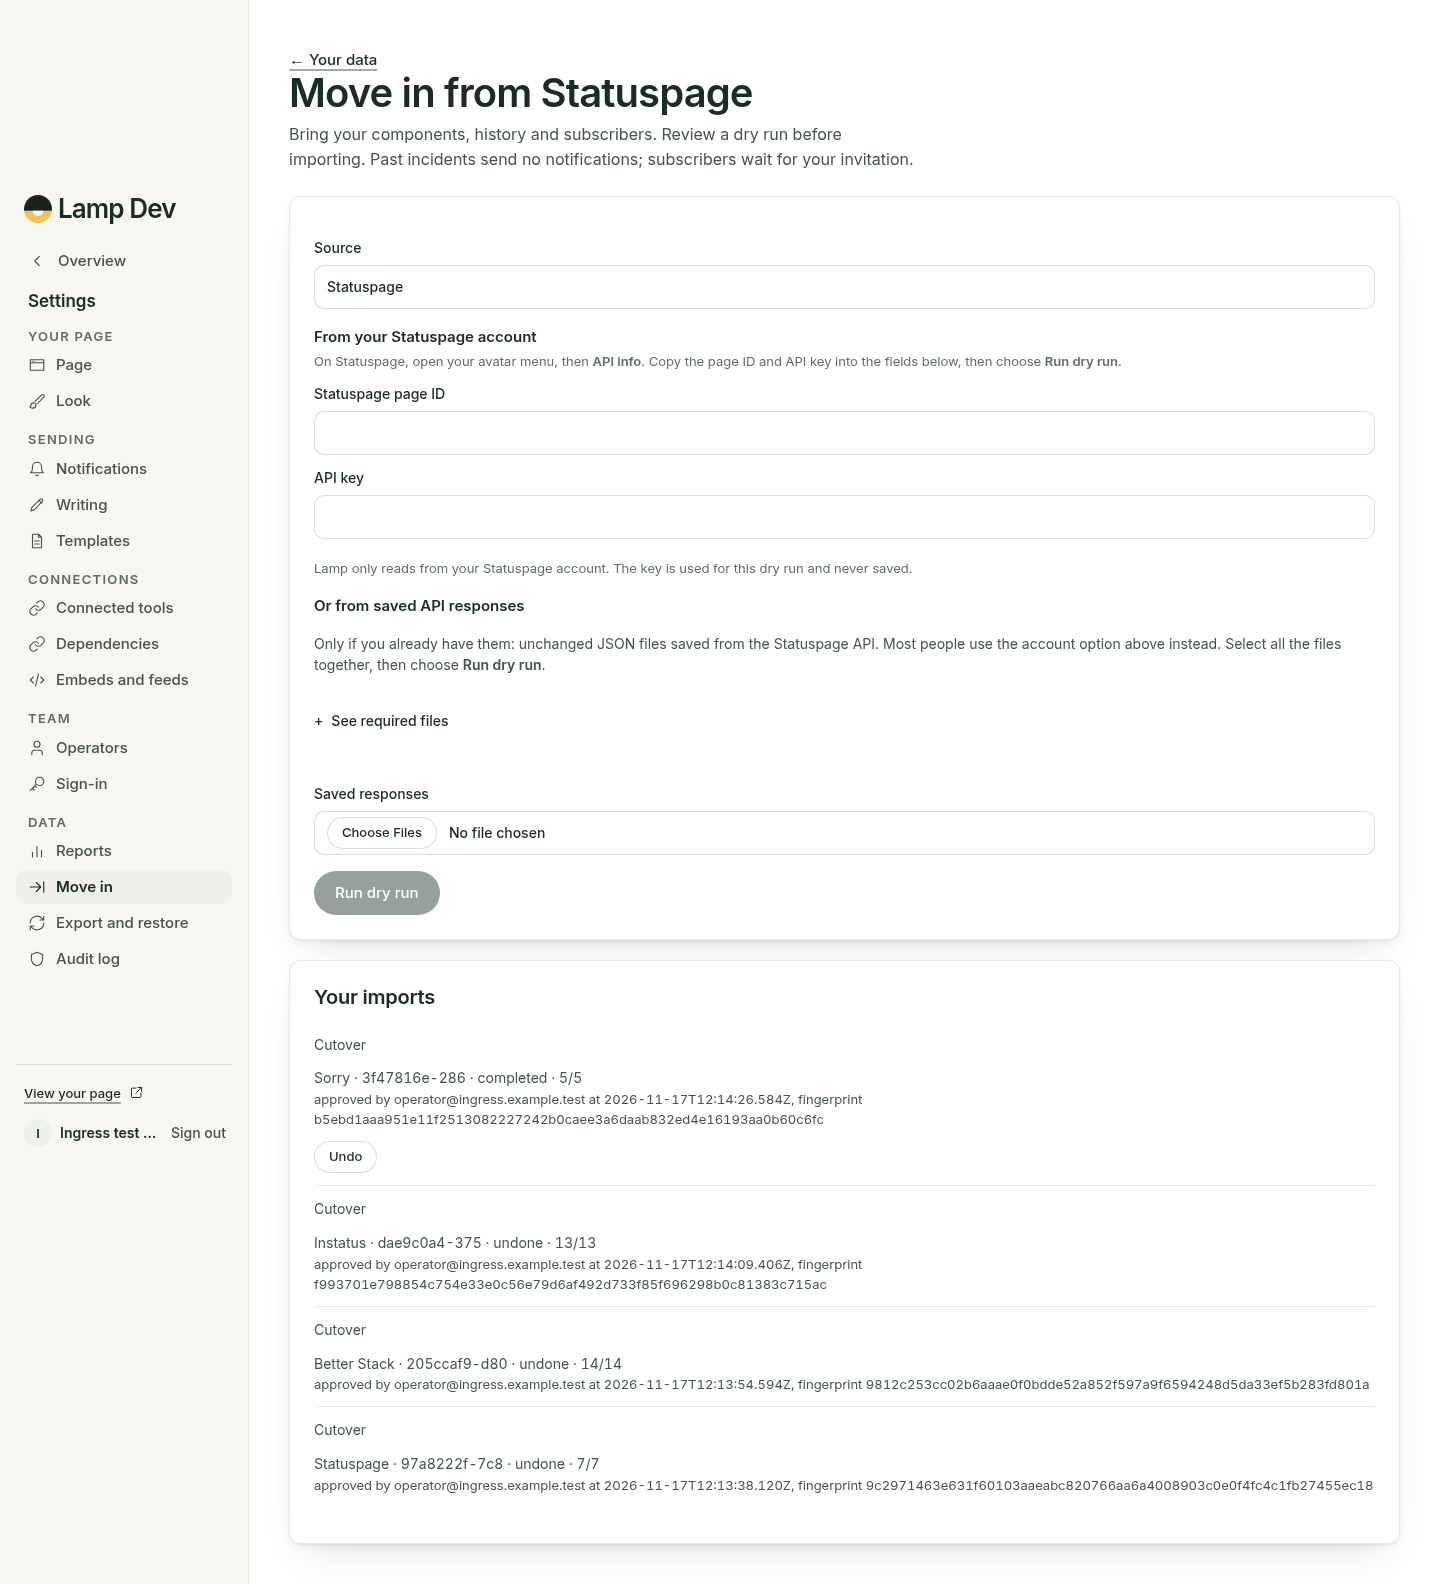 Lamp Dev
Overview
Settings
YOUR PAGE
Page
Look
SENDING
Notifications
Writing
Templates
CONNECTIONS
Connected tools
Dependencies
Embeds and feeds
TEAM
Operators
Sign-in
DATA
Reports
Move in
Export and restore
Audit log
View your page
I
Ingress test ...
Sign out
← Your data
Move in from Statuspage
Bring your components, history and subscribers. Review a dry run before
importing. Past incidents send no notifications; subscribers wait for your invitation.
Source
Statuspage
From your Statuspage account
On Statuspage, open your avatar menu, then API info. Copy the page ID and API key into the fields below, then choose Run dry run.
Statuspage page ID
API key
Lamp only reads from your Statuspage account. The key is used for this dry run and never saved.
Or from saved API responses
Only if you already have them: unchanged JSON files saved from the Statuspage API. Most people use the account option above instead. Select all the files
together, then choose Run dry run.
+ See required files
Saved responses
Choose Files No file chosen
Run dry run
Your imports
Cutover
Sorry · 3f47816e-286 · completed · 5/5
approved by operator@ingress.example.test at 2026-11-17T12:14:26.584Z, fingerprint
b5ebd1aaa951e11f2513082227242b0caee3a6daab832ed4e16193aa0b60c6fc
Undo
Cutover
Instatus · dae9c0a4-375 · undone · 13/13
approved by operator@ingress.example.test at 2026-11-17T12:14:09.406Z, fingerprint
f993701e798854c754e33e0c56e79d6af492d733f85f696298b0c81383c715ac
Cutover
Better Stack · 205ccaf9-d80 · undone · 14/14
approved by operator@ingress.example.test at 2026-11-17T12:13:54.594Z, fingerprint 9812c253cc02b6aaae0f0bdde52a852f597a9f6594248d5da33ef5b283fd801a
Cutover
Statuspage · 97a8222f-7c8 · undone · 7/7
approved by operator@ingress.example.test at 2026-11-17T12:13:38.120Z, fingerprint 9c2971463e631f60103aaeabc820766aa6a4008903c0e0f4fc4c1fb27455ec18